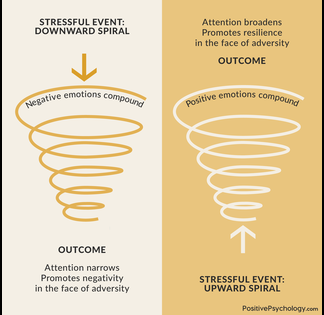 STRESSFUL EVENT:
DOWNWARD SPIRAL
Negative emotions compound
OUTCOME
Attention narrows
Promotes negativity
in the face of adversity
Attention broadens
Promotes resilience
in the face of adversity
OUTCOME
Positive emotions compound
STRESSFUL EVENT:
UPWARD SPIRAL
PositivePsychology.com